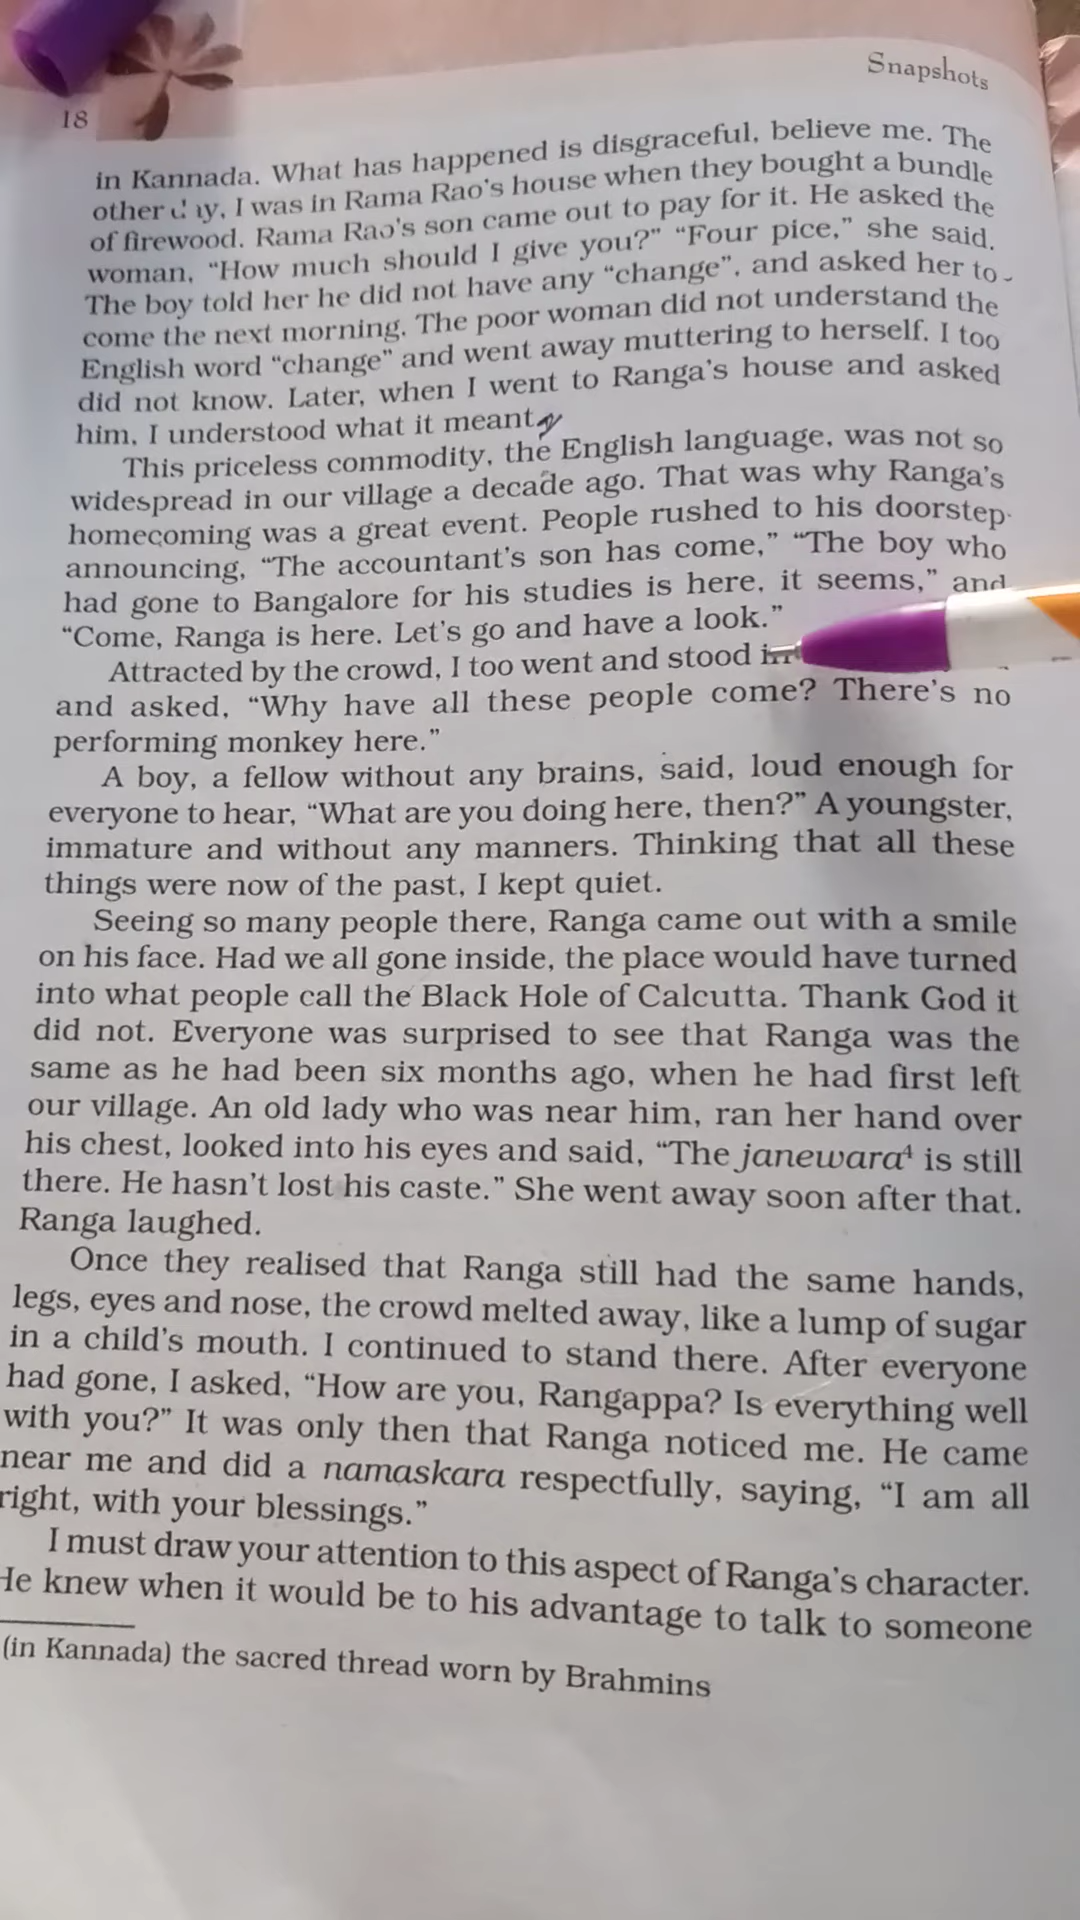 Snapshots
18
in Kannada. What has happened is disgraceful, believe me. The
other I was in Rama Rao's house when they bought a bundle
of firewood. Rama Rao's son came out to pay for it. He asked the
woman, “How much should I give you?” “Four pice,” she said.
The boy told her he did not have any “change”, and asked her to
come the next morning. The poor woman did not understand the
English word “change” and went away muttering to herself. I too
did not know. Later, when I went to Ranga's house and asked
him, I understood what it meant
This priceless commodity, the English language, was not so
widespread in our village a decade ago. That was why Ranga's
homecoming was a great event. People rushed to his doorstep
announcing, “The accountant's son has come,” “The boy who
had gone to Bangalore for his studies is here, it seems,” and
“Come, Ranga is here. Let's go and have a look.”
Attracted by the crowd, I too went and stood
and asked, “Why have all these people come? There's no
performing monkey here.”
A boy, a fellow without any brains, said, loud enough for
everyone to hear, “What are you doing here, then?” A youngster,
immature and without any manners. Thinking that all these
things were now of the past, I kept quiet.
Seeing so many people there, Ranga came out with a smile
on his face. Had we all gone inside, the place would have turned
into what people call the Black Hole of Calcutta. Thank God it
did not. Everyone was surprised to see that Ranga was the
same as he had been six months ago, when he had first left
our village. An old lady who was near him, ran her hand over
his chest, looked into his eyes and said, “The janewara⁴ is still
there. He hasn't lost his caste.” She went away soon after that.
Ranga laughed.
Once they realised that Ranga still had the same hands,
legs, eyes and nose, the crowd melted away, like a lump of sugar
in a child's mouth. I continued to stand there. After everyone
had gone, I asked, “How are you, Rangappa? Is everything well
with you?” It was only then that Ranga noticed me. He came
near me and did a namaskara respectfully, saying, “I am all
right, with your blessings.”
I must draw your attention to this aspect of Ranga's character.
He knew when it would be to his advantage to talk to someone
(in Kannada) the sacred thread worn by Brahmins